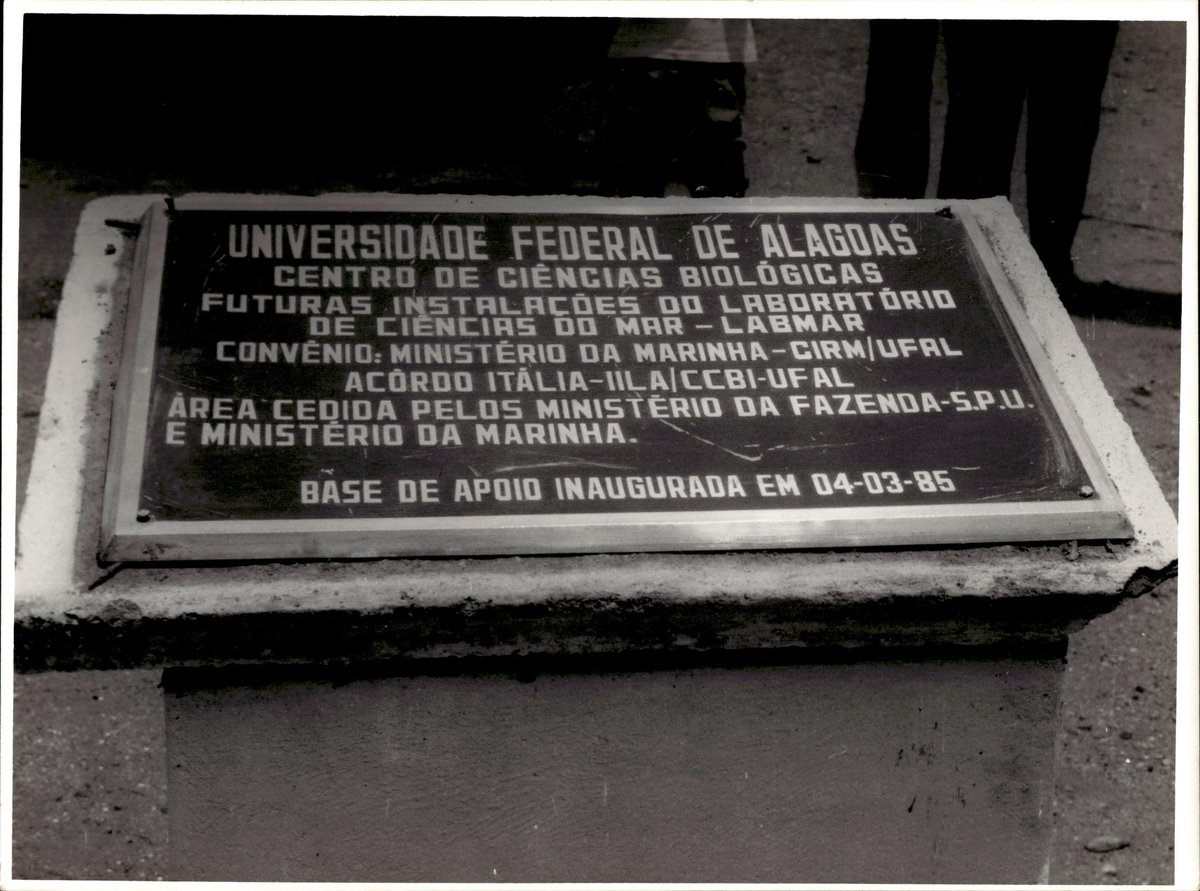 UNIVERSIDADE FEDERAL DE ALAGOAS
CENTRO DE CIÊNCIAS BIOLÓGICAS
FUTURAS INSTALAÇÕES DO LABORATÓRIO
DE CIÊNCIAS DO MAR - LABMAR
CONVÊNIO: MINISTÉRIO DA MARINHA - CIRM/UFAL
ACÔRDO ITÁLIA-IILA/CCBI-UFAL
ÁREA CEDIDA PELOS MINISTÉRIO DA FAZENDA-S.P.U.
E MINISTÉRIO DA MARINHA.
BASE DE APOIO INAUGURADA EM 04-03-85